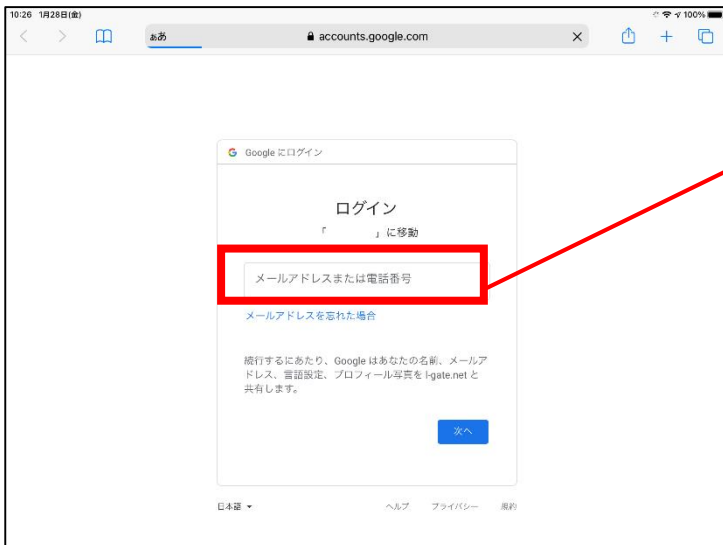 10:26 1月28日(金)
100%
ぁあ
accounts.google.com
Google にログイン
ログイン
「 」に移動
メールアドレスまたは電話番号
メールアドレスを忘れた場合
続行するにあたり、Google はあなたの名前、メールア
ドレス、言語設定、プロフィール写真を l-gate.net と
共有します。
次へ
日本語
ヘルプ プライバシー 規約